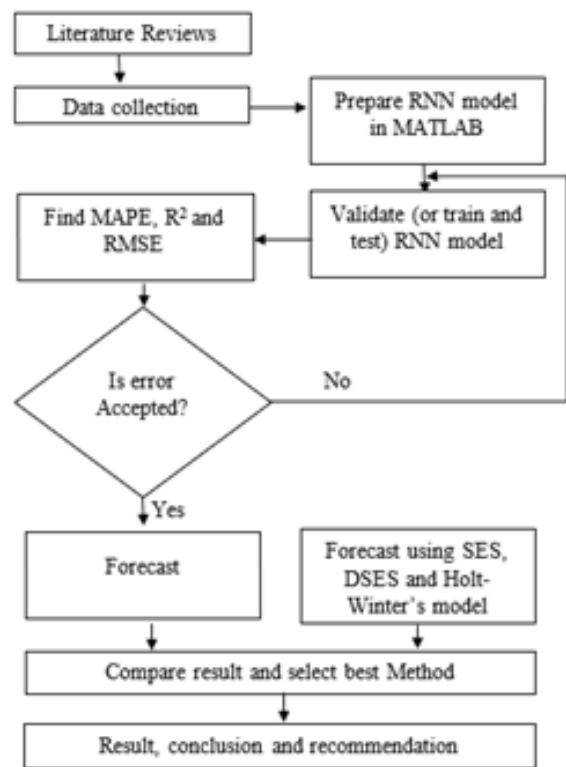 Literature Reviews
Data collection
Prepare RNN model
in MATLAB
Validate (or train and
test) RNN model
Find MAPE, R² and
RMSE
Is error
Accepted?
No
Yes
Forecast
Forecast using SES,
DSES and Holt-
Winter's model
Compare result and select best Method
Result, conclusion and recommendation